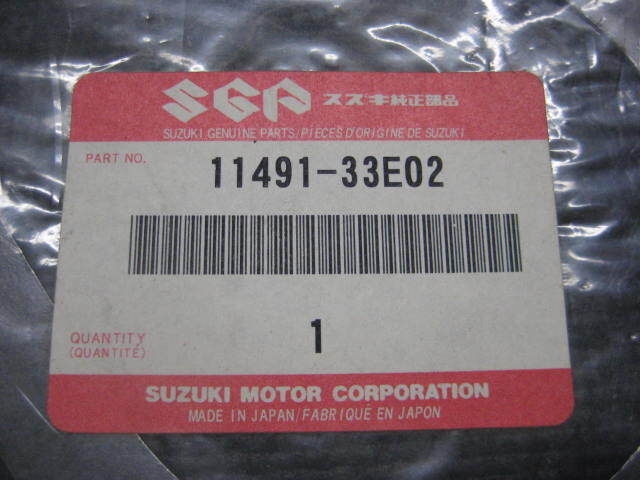 SGP スズキ純正部品
SUZUKI GENUINE PARTS/PIÈCES D'ORIGINE DE SUZUKI
PART NO. 11491-33E02
QUANTITY 1
(QUANTITÉ)
SUZUKI MOTOR CORPORATION
MADE IN JAPAN/FABRIQUÉ EN JAPON